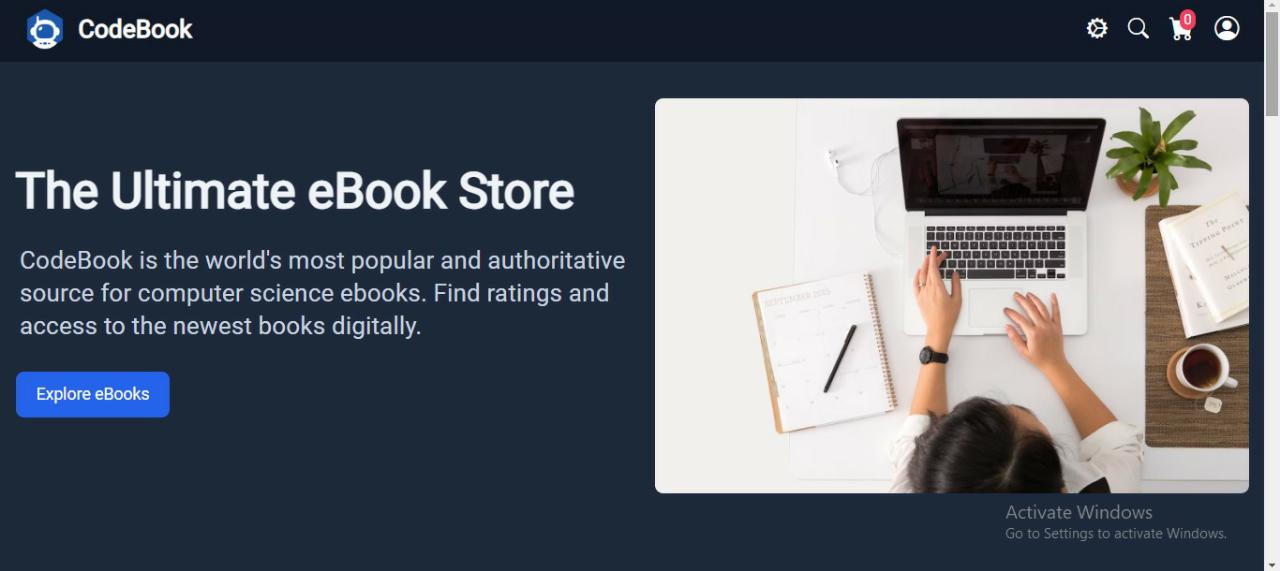 CodeBook
0
The Ultimate eBook Store
CodeBook is the world's most popular and authoritative
source for computer science ebooks. Find ratings and
access to the newest books digitally.
Explore eBooks
SEPTEMBER 2015
The
TIPPING POINT
Activate Windows
Go to Settings to activate Windows.